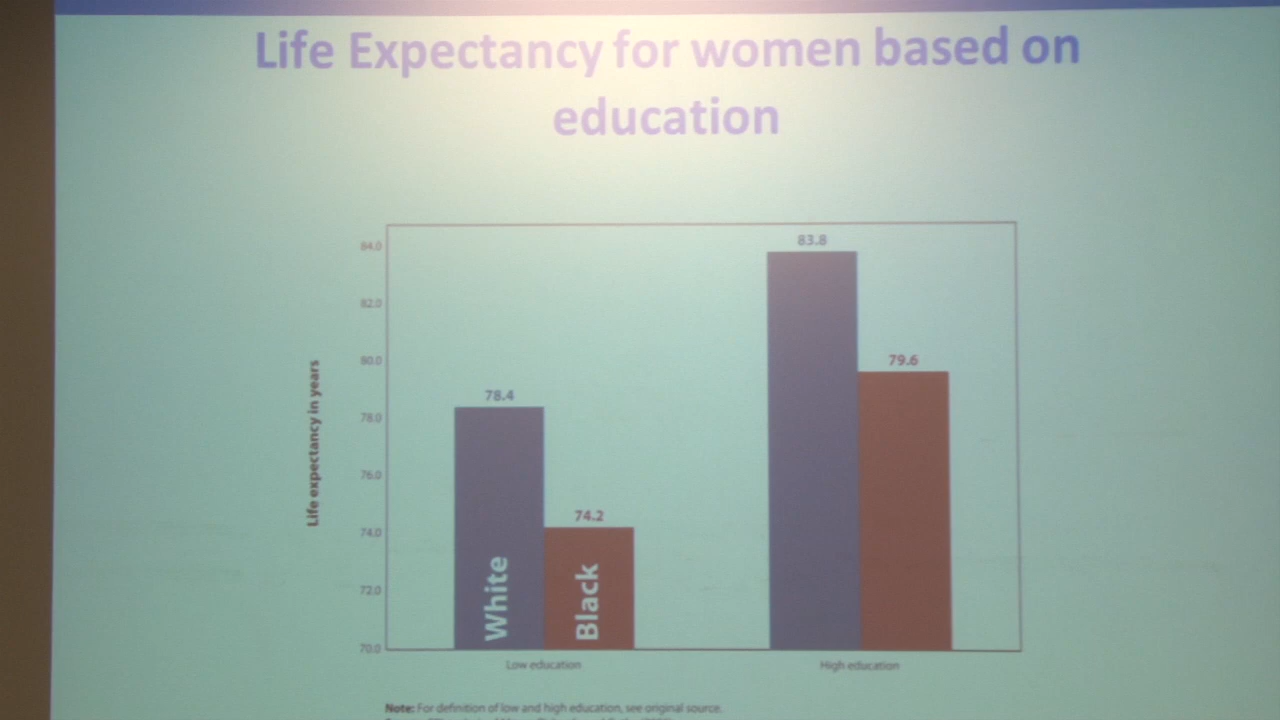 Life Expectancy for women based on
education
84.0
83.8
82.0
80.0
79.6
78.4
78.0
76.0
74.2
74.0
72.0
70.0
Life expectancy in years
White
Black
Low education
High education
Note: For definition of low and high education, see original source.